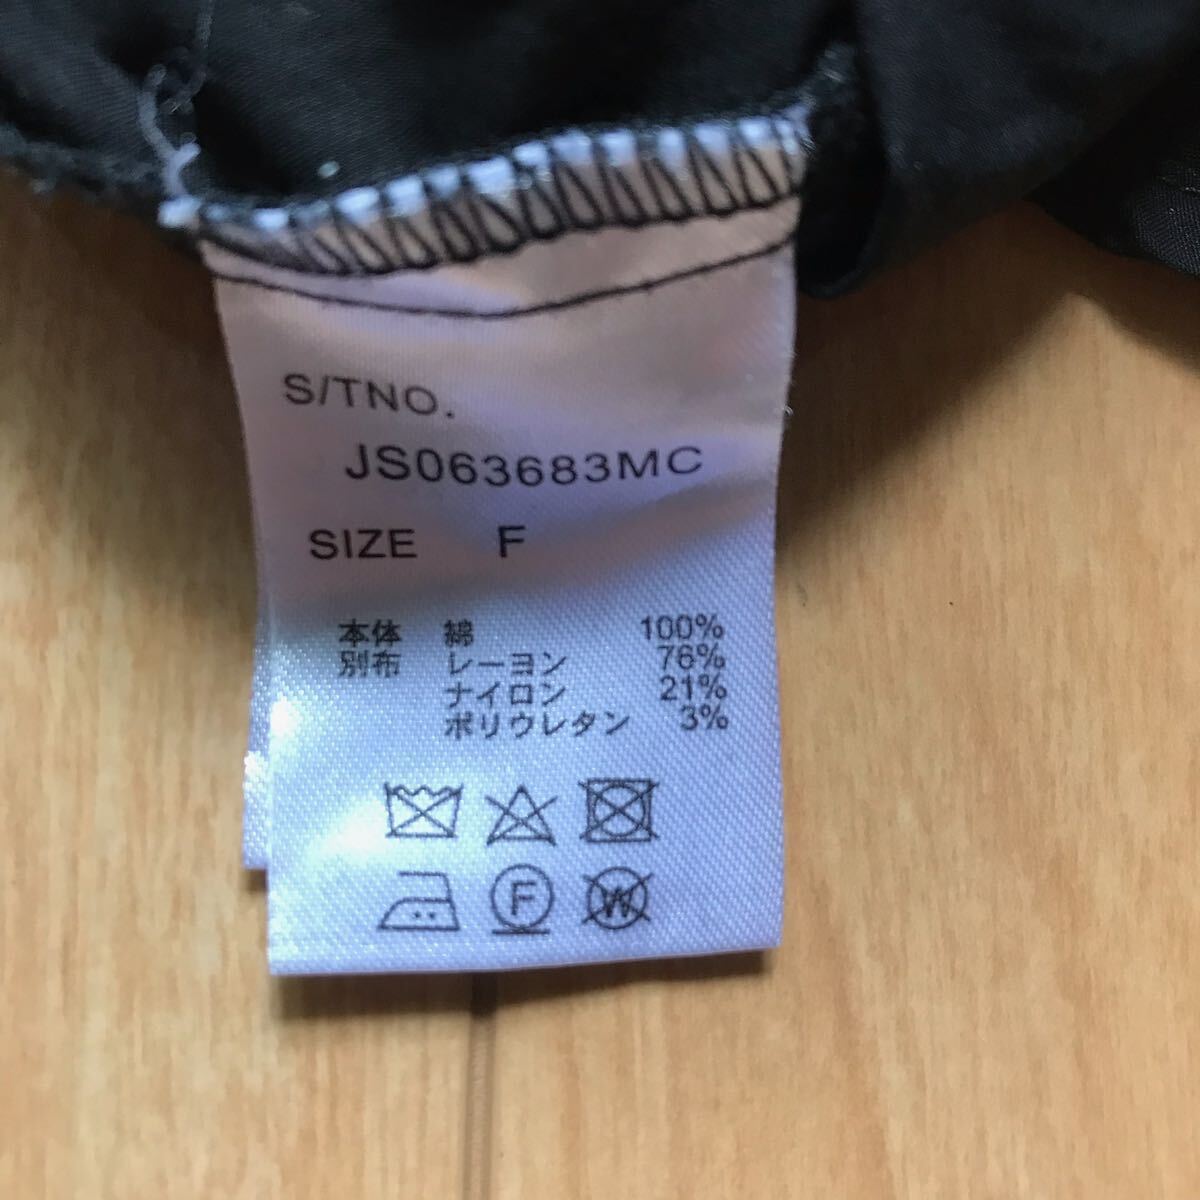 S/TNO.
JS063683MC
SIZE F
本体 綿 100%
別布 レーヨン 76%
ナイロン 21%
ポリウレタン 3%
F
W